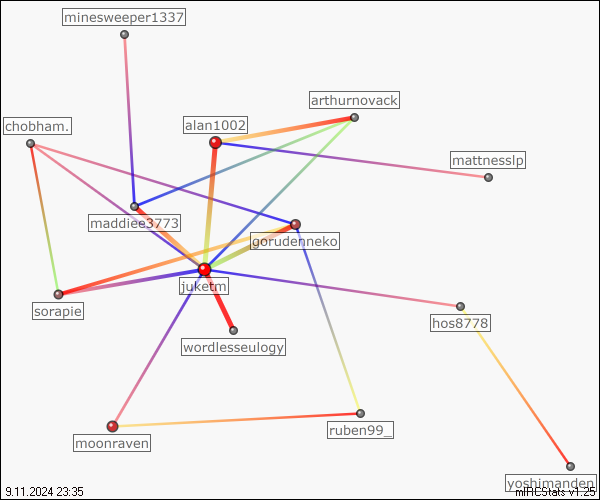 minesweeper1337
arthurnovack
chobham.
alan1002
mattnesslp
maddiee3773
gorudenneko
juketm
sorapie
hos8778
wordlesseulogy
ruben99_
moonraven
yoshimanden
9.11.2024 23:35
mIRCStats v1.25